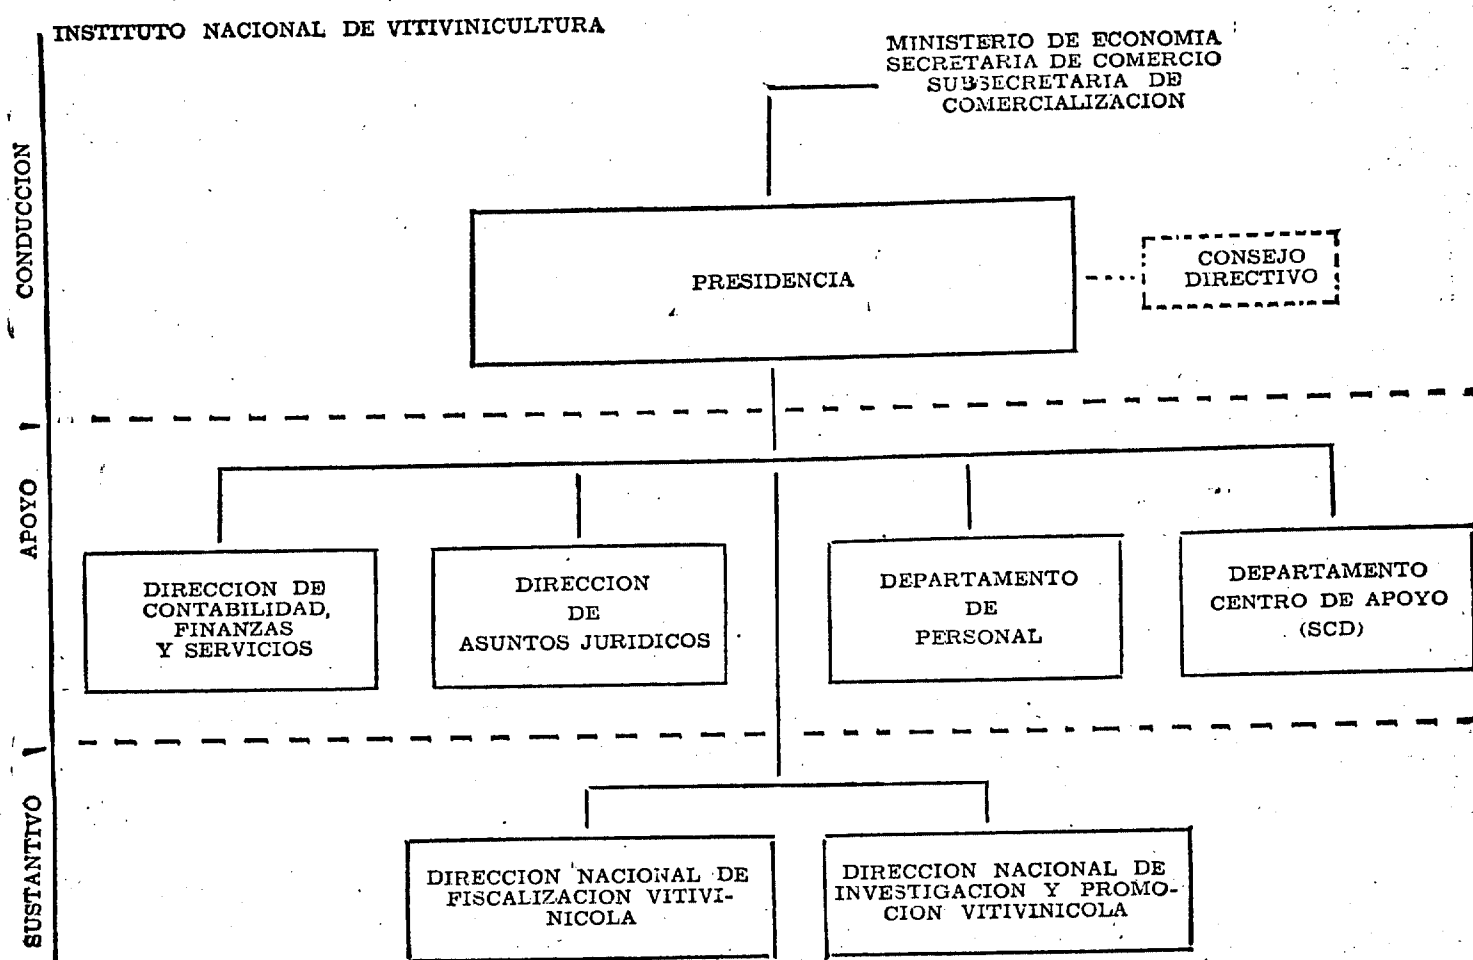 INSTITUTO NACIONAL DE VITIVINICULTURA
MINISTERIO DE ECONOMIA
SECRETARIA DE COMERCIO
SUBSECRETARIA DE
COMERCIALIZACION
CONDUCCION
PRESIDENCIA
CONSEJO
DIRECTIVO
APOYO
DIRECCION DE
CONTABILIDAD,
FINANZAS
Y SERVICIOS
DIRECCION
DE
ASUNTOS JURIDICOS
DEPARTAMENTO
DE
PERSONAL
DEPARTAMENTO
CENTRO DE APOYO
(SCD)
SUSTANTIVO
DIRECCION NACIONAL DE
FISCALIZACION VITIVI-
NICOLA
DIRECCION NACIONAL DE
INVESTIGACION Y PROMO-
CION VITIVINICOLA